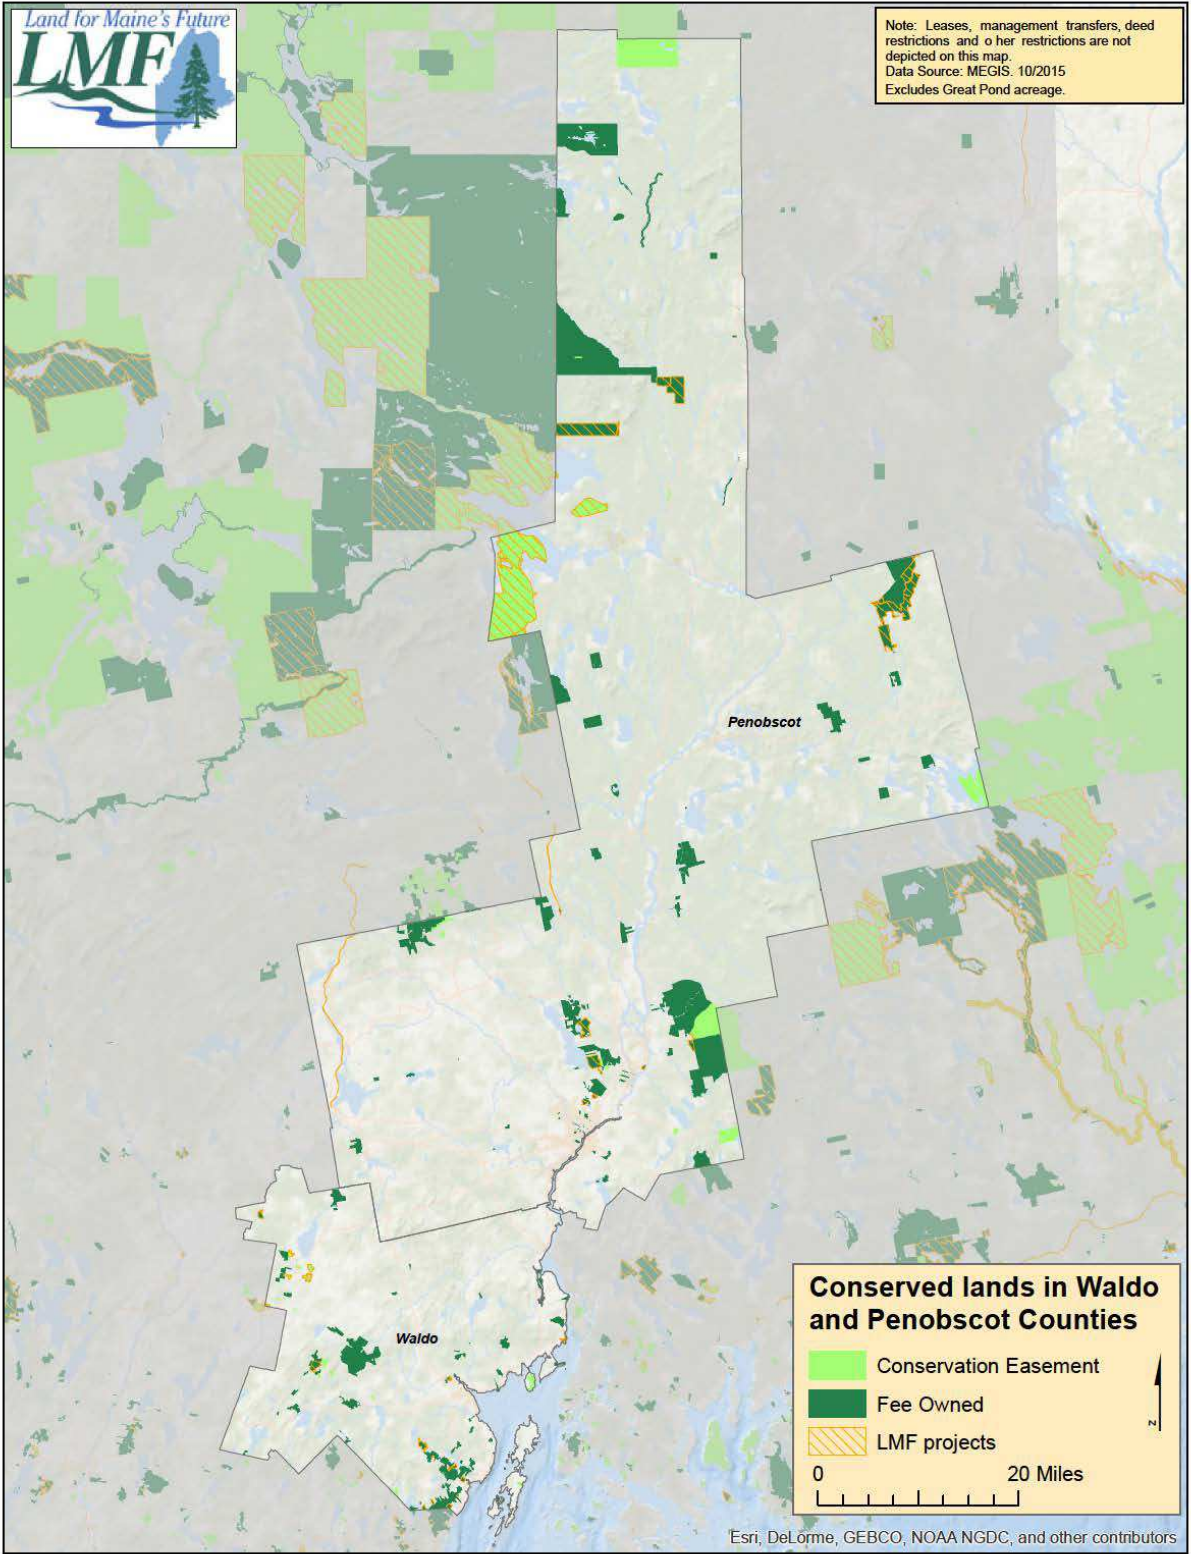 Land for Maine's Future
LMF
Note: Leases, management transfers, deed
restrictions and o her restrictions are not
depicted on this map.
Data Source: MEGIS. 10/2015
Excludes Great Pond acreage.
Penobscot
Waldo
Conserved lands in Waldo
and Penobscot Counties
Conservation Easement
Fee Owned
LMF projects
N
0 20 Miles
Esri, DeLorme, GEBCO, NOAA NGDC, and other contributors